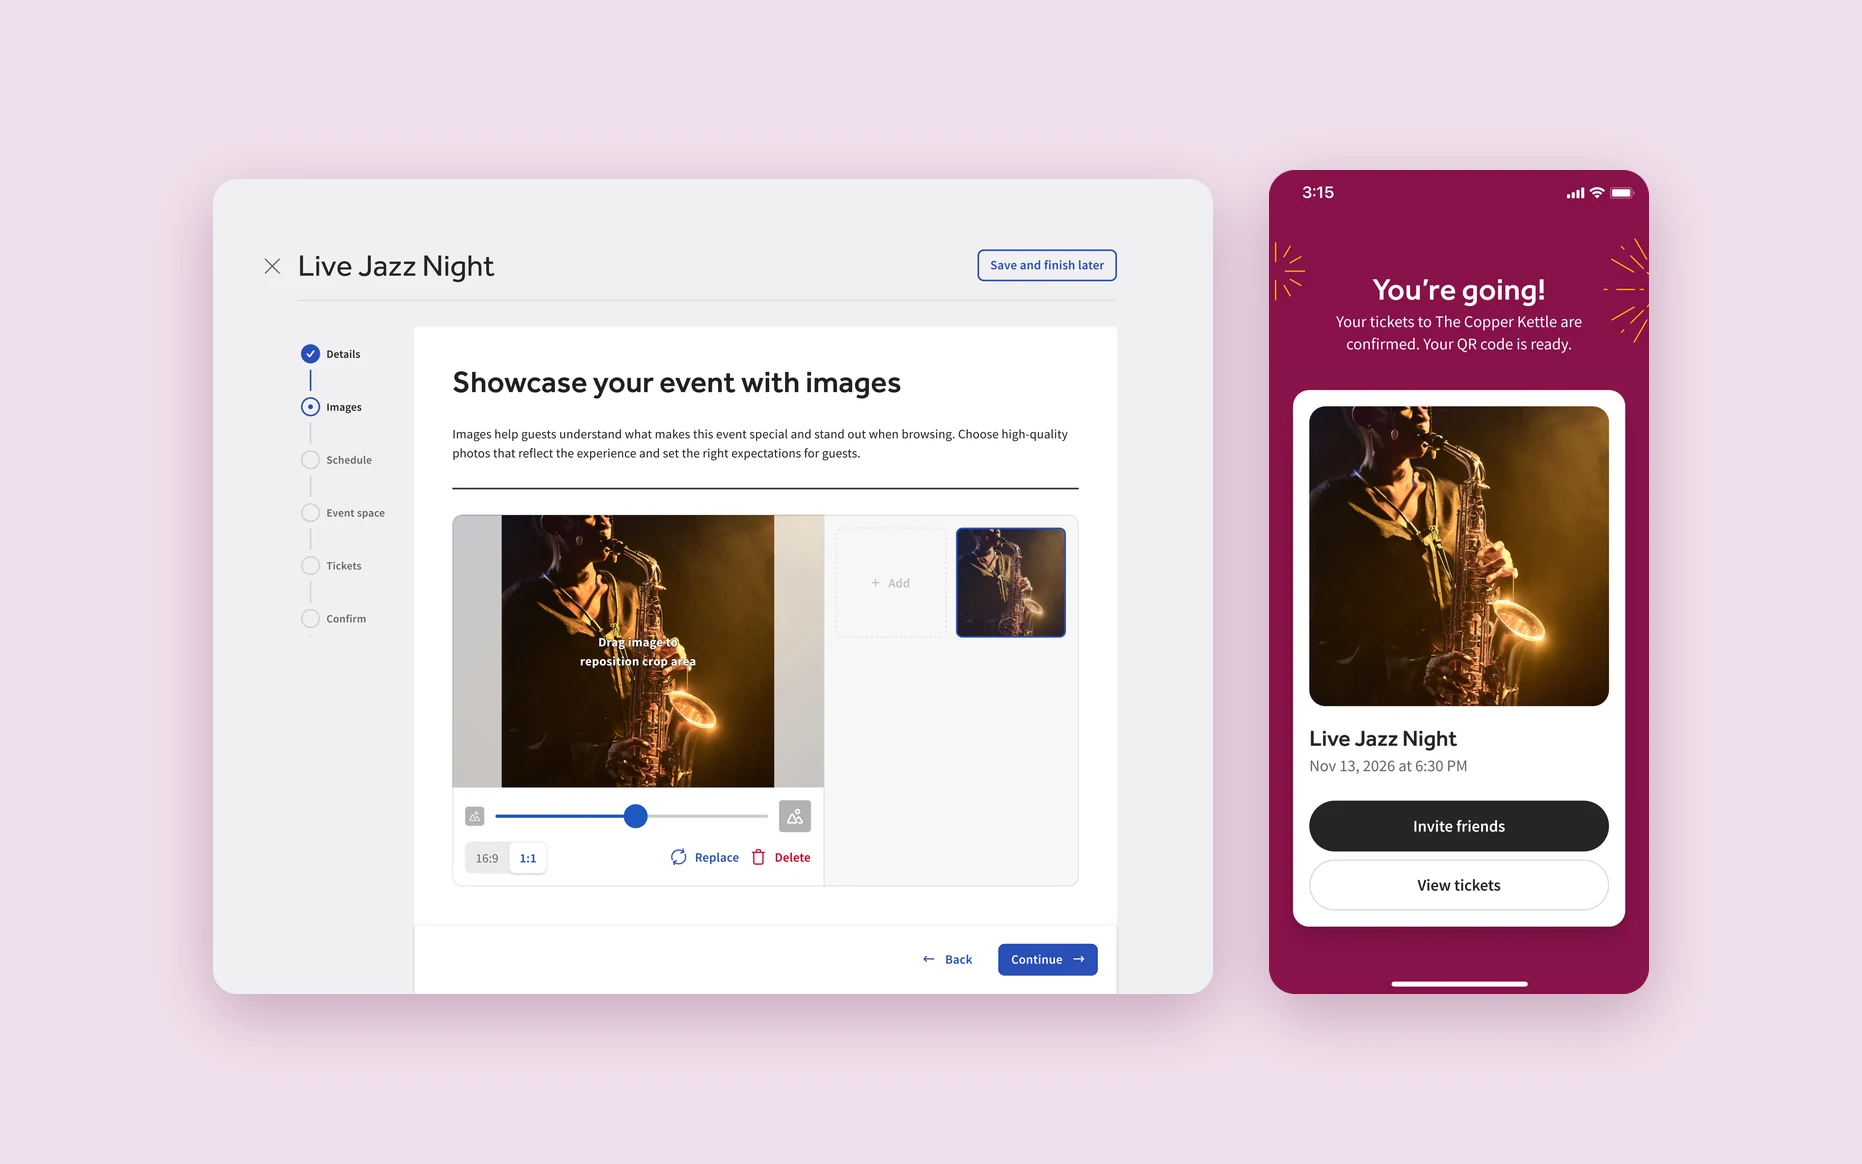 Live Jazz Night
Save and finish later
Details
Images
Schedule
Event space
Tickets
Confirm
Showcase your event with images
Images help guests understand what makes this event special and stand out when browsing. Choose high-quality
photos that reflect the experience and set the right expectations for guests.
Drag image to
reposition crop area
+ Add
16:9
1:1
Replace
Delete
← Back
Continue →
3:15
You’re going!
Your tickets to The Copper Kettle are
confirmed. Your QR code is ready.
Live Jazz Night
Nov 13, 2026 at 6:30 PM
Invite friends
View tickets